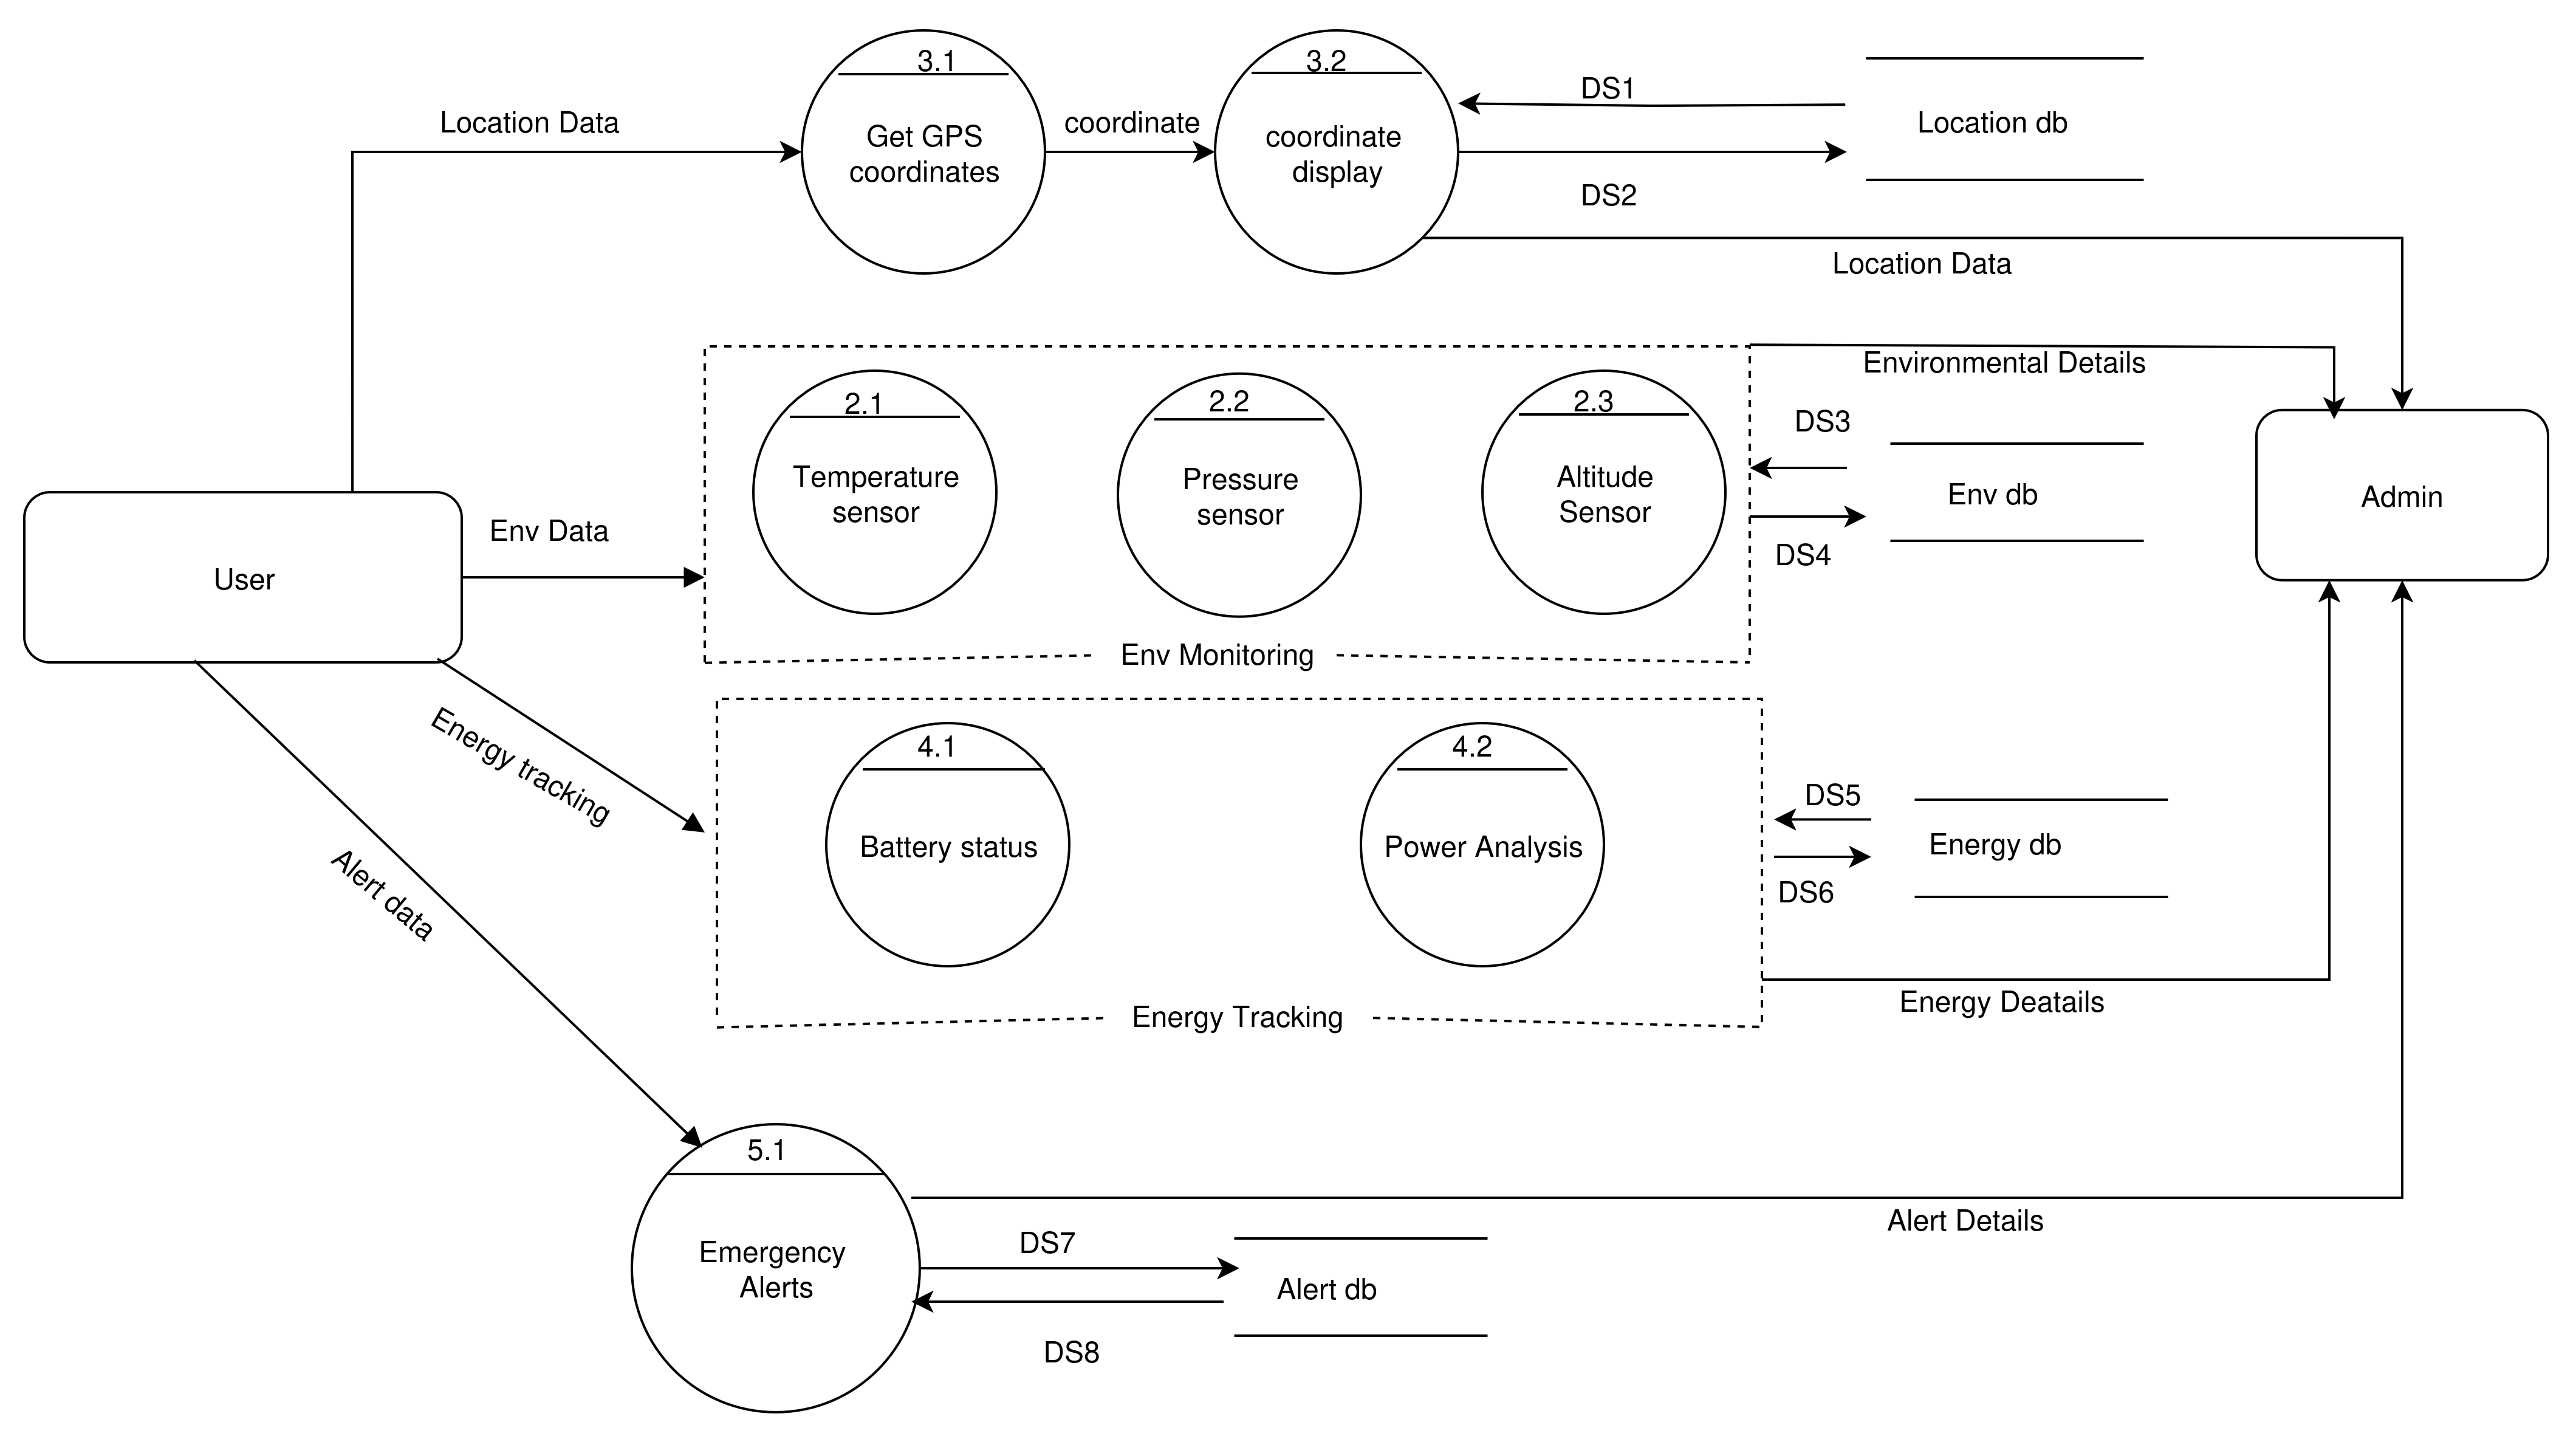 3.1
3.2
DS1
Location Data
Get GPS
coordinates
coordinate
coordinate
display
Location db
DS2
Location Data
Environmental Details
2.1
2.2
2.3
DS3
Temperature
sensor
Pressure
sensor
Altitude
Sensor
Env db
Admin
Env Data
DS4
User
Env Monitoring
Energy tracking
4.1
4.2
DS5
Battery status
Power Analysis
Energy db
Alert data
DS6
Energy Deatails
Energy Tracking
5.1
Alert Details
DS7
Emergency
Alerts
Alert db
DS8